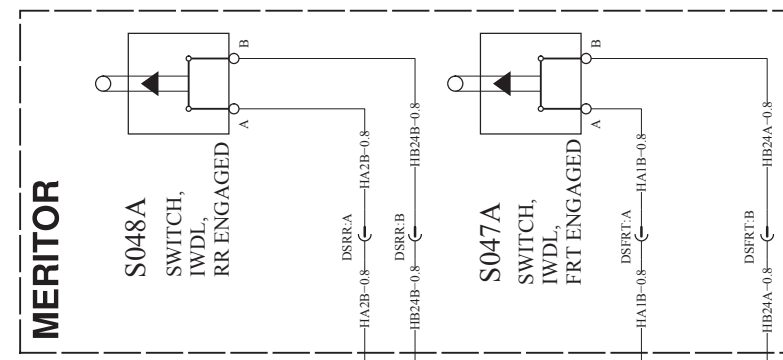 MERITOR
S048A
SWITCH,
IWDL,
RR ENGAGED
B
A
HA2B-0.8
HB24B-0.8
DSRR:A
DSRR:B
HA2B-0.8
HB24B-0.8
S047A
SWITCH,
IWDL,
FRT ENGAGED
B
A
HA1B-0.8
HB24A-0.8
DSFRT:A
DSFRT:B
HA1B-0.8
HB24A-0.8